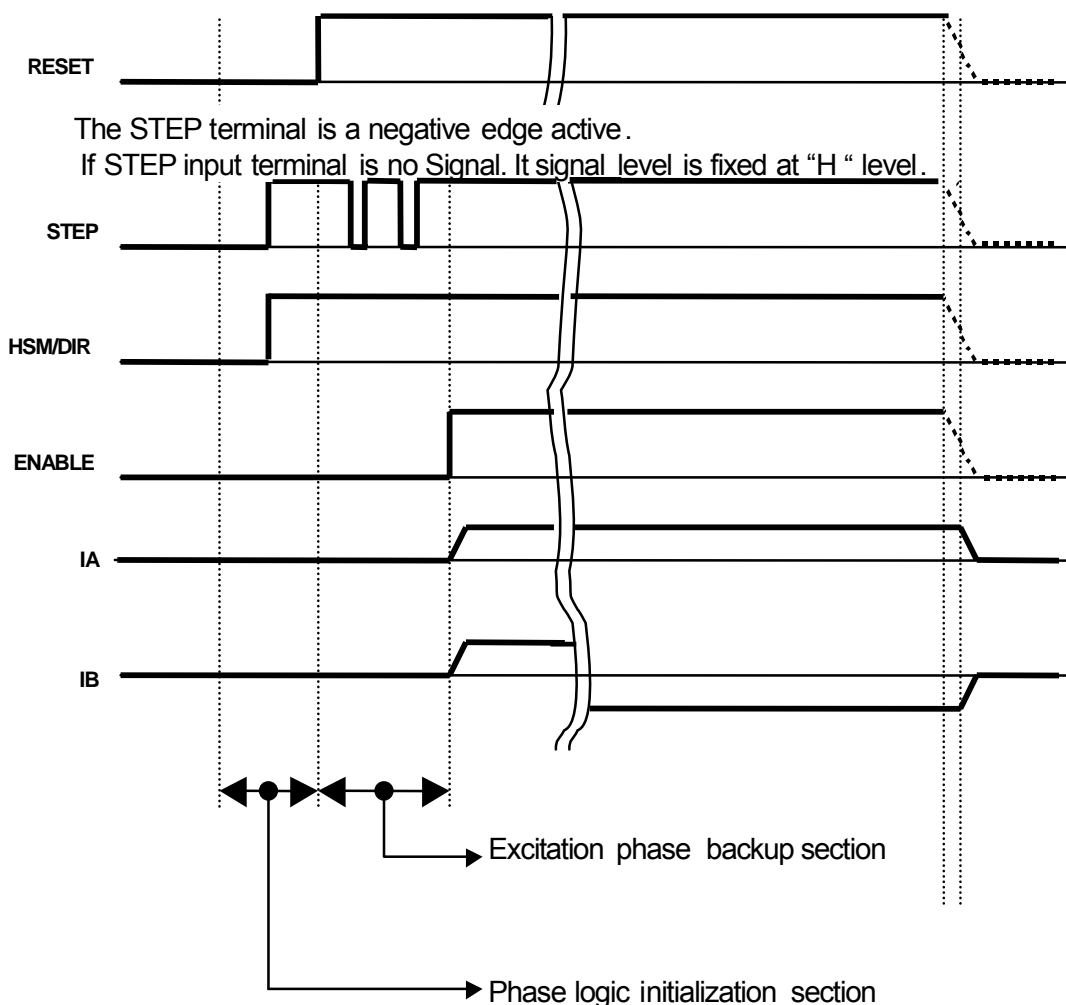 RESET
The STEP terminal is a negative edge active.
If STEP input terminal is no Signal. It signal level is fixed at “H “ level.
STEP
HSM/DIR
ENABLE
IA
IB
Excitation phase backup section
Phase logic initialization section